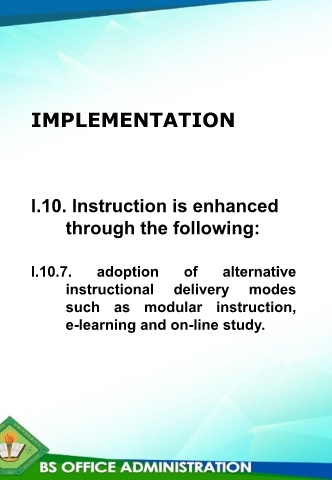 IMPLEMENTATION
I.10. Instruction is enhanced
through the following:
I.10.7. adoption of alternative
instructional delivery modes
such as modular instruction,
e-learning and on-line study.
BS OFFICE ADMINISTRATION